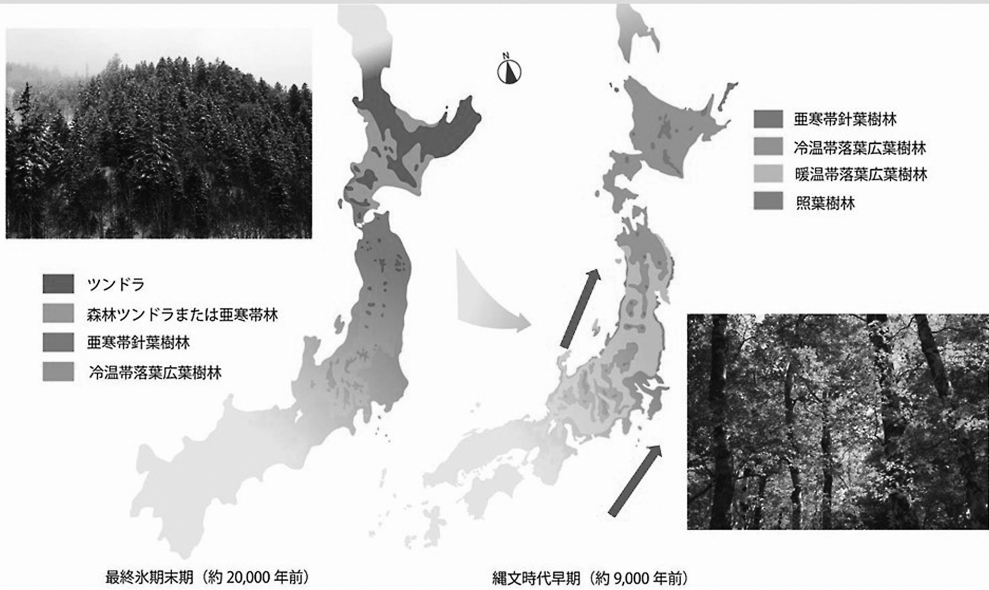 N
亜寒帯針葉樹林
冷温帯落葉広葉樹林
暖温帯落葉広葉樹林
照葉樹林
ツンドラ
森林ツンドラまたは亜寒帯林
亜寒帯針葉樹林
冷温帯落葉広葉樹林
最終氷期末期（約 20,000 年前）
縄文時代早期（約 9,000 年前）